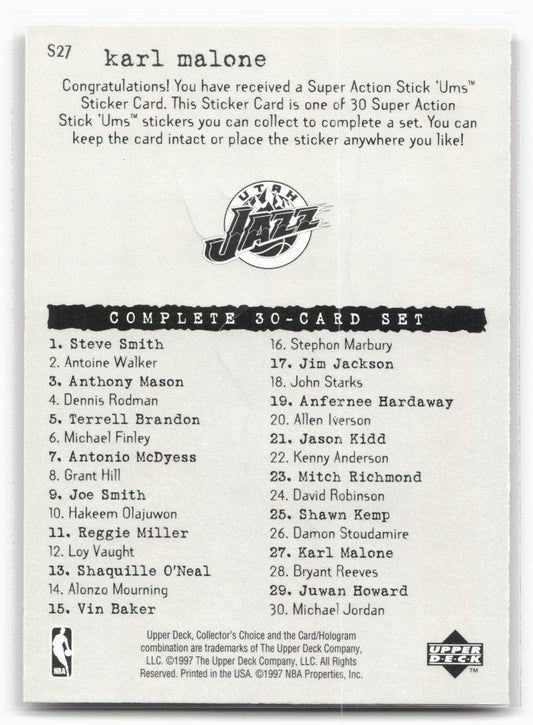 S27 karl malone
Congratulations! You have received a Super Action Stick 'Ums™
Sticker Card. This Sticker Card is one of 30 Super Action
Stick 'Ums™ stickers you can collect to complete a set. You can
keep the card intact or place the sticker anywhere you like!
UTAH
JAZZ
COMPLETE 30-CARD SET
1. Steve Smith
2. Antoine Walker
3. Anthony Mason
4. Dennis Rodman
5. Terrell Brandon
6. Michael Finley
7. Antonio McDyess
8. Grant Hill
9. Joe Smith
10. Hakeem Olajuwon
11. Reggie Miller
12. Loy Vaught
13. Shaquille O'Neal
14. Alonzo Mourning
15. Vin Baker
16. Stephon Marbury
17. Jim Jackson
18. John Starks
19. Anfernee Hardaway
20. Allen Iverson
21. Jason Kidd
22. Kenny Anderson
23. Mitch Richmond
24. David Robinson
25. Shawn Kemp
26. Damon Stoudamire
27. Karl Malone
28. Bryant Reeves
29. Juwan Howard
30. Michael Jordan
NBA
Upper Deck, Collector's Choice and the Card/Hologram
combination are trademarks of The Upper Deck Company,
LLC. ©1997 The Upper Deck Company, LLC. All Rights
Reserved. Printed in the USA. ©1997 NBA Properties, Inc.
UPPER
DECK™